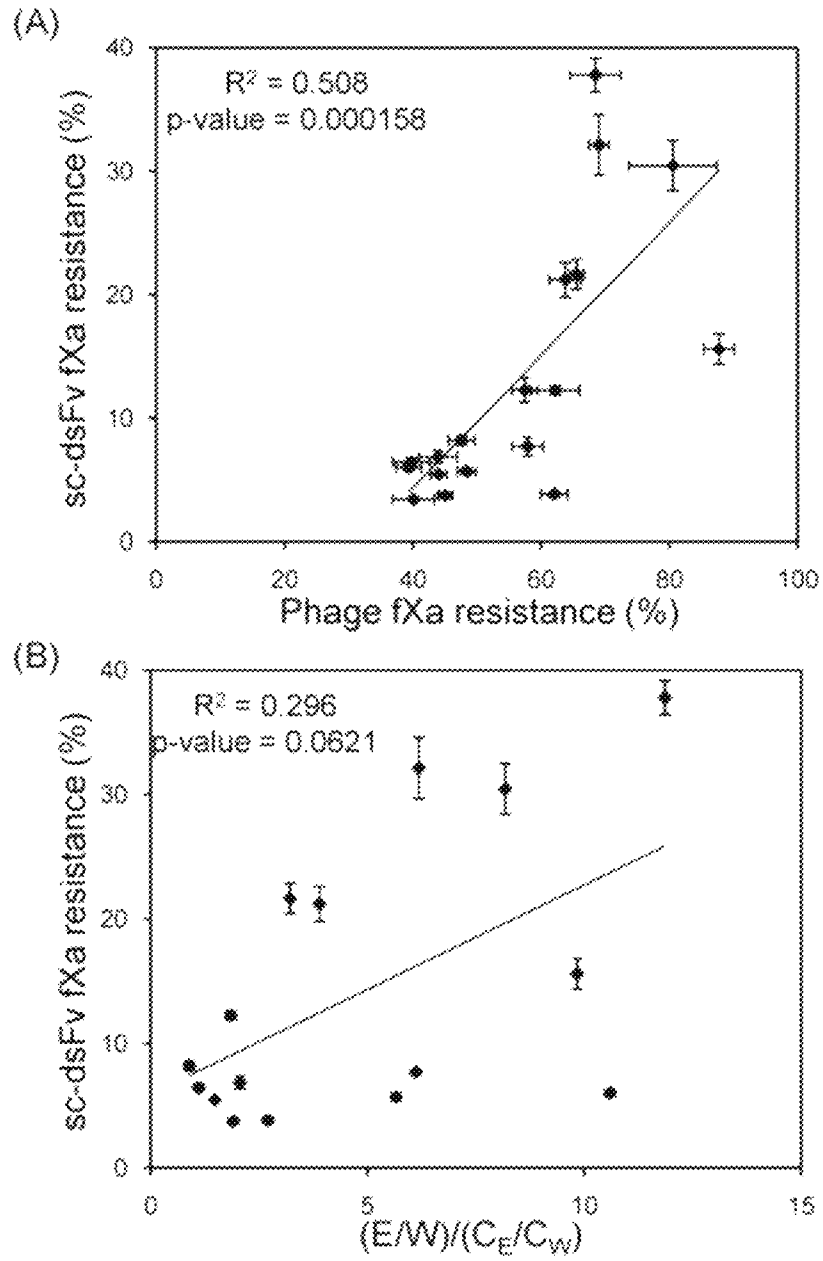 (A)
40
R² = 0.508
p-value = 0.000158
30
20
10
0
sc-dsFv fXa resistance (%)
0 20 40 60 80 100
Phage fXa resistance (%)
(B)
40
R² = 0.296
p-value = 0.0621
30
20
10
0
sc-dsFv fXa resistance (%)
0 5 10 15
(E/W)/(C_E/C_W)